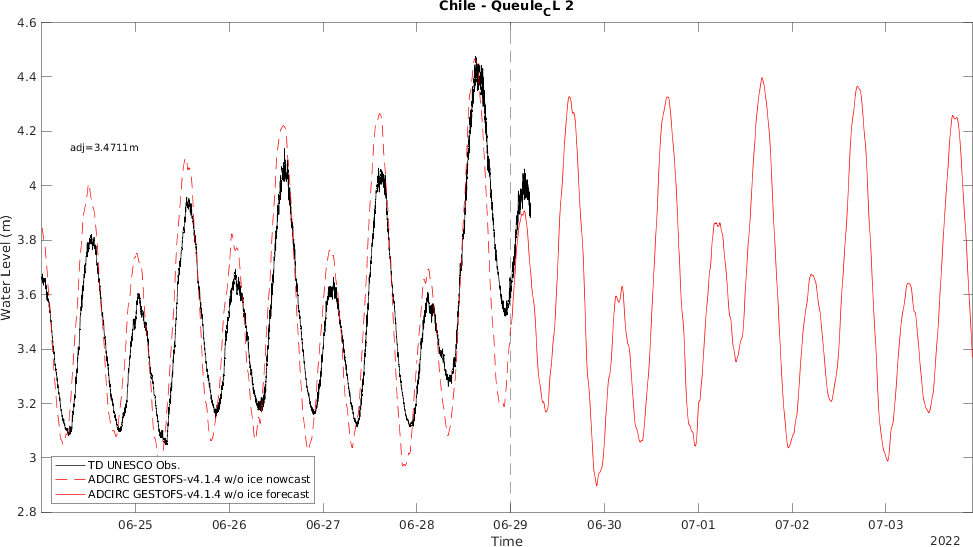 Chile - Queule_CL 2
4.6
4.4
4.2
4
3.8
3.6
3.4
3.2
3
2.8
Water Level (m)
adj=3.4711m
TD UNESCO Obs.
ADCIRC GESTOFS-v4.1.4 w/o ice nowcast
ADCIRC GESTOFS-v4.1.4 w/o ice forecast
06-25 06-26 06-27 06-28 06-29 06-30 07-01 07-02 07-03
Time
2022